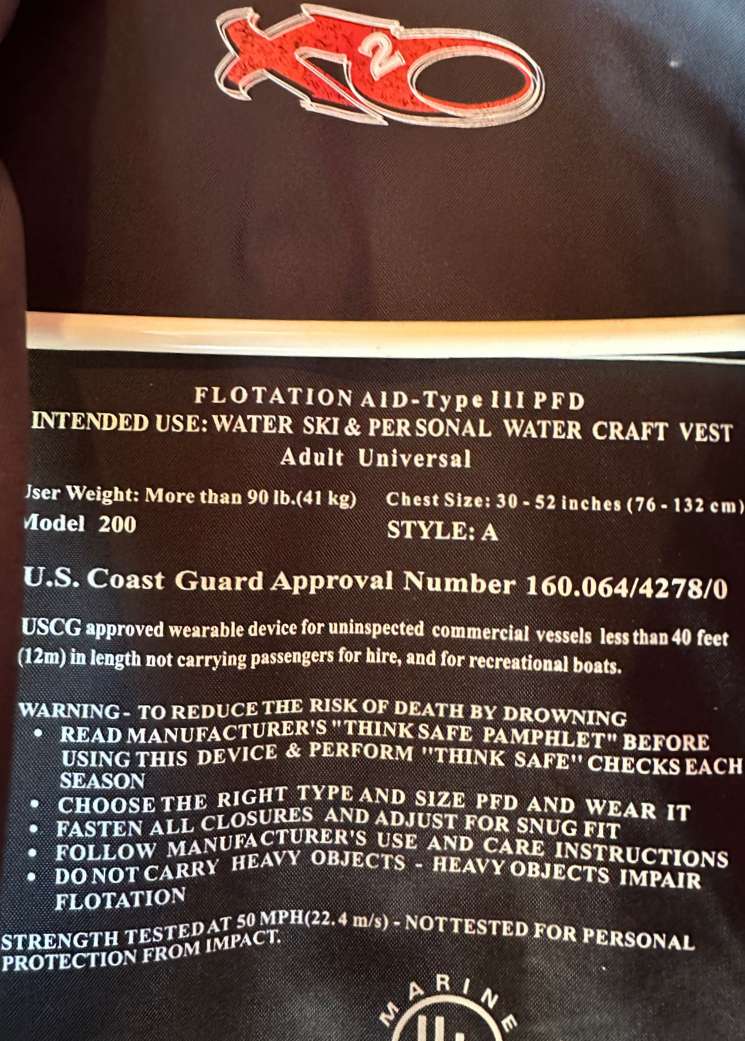 X2O
FLOTATION AID-Type III PFD
INTENDED USE: WATER SKI & PERSONAL WATER CRAFT VEST
Adult Universal
User Weight: More than 90 lb.(41 kg) Chest Size: 30 - 52 inches (76 - 132 cm)
Model 200 STYLE: A
U.S. Coast Guard Approval Number 160.064/4278/0
USCG approved wearable device for uninspected commercial vessels less than 40 feet
(12m) in length not carrying passengers for hire, and for recreational boats.
WARNING - TO REDUCE THE RISK OF DEATH BY DROWNING
• READ MANUFACTURER'S "THINK SAFE PAMPHLET" BEFORE
USING THIS DEVICE & PERFORM "THINK SAFE" CHECKS EACH
SEASON
• CHOOSE THE RIGHT TYPE AND SIZE PFD AND WEAR IT
• FASTEN ALL CLOSURES AND ADJUST FOR SNUG FIT
• FOLLOW MANUFACTURER'S USE AND CARE INSTRUCTIONS
• DO NOT CARRY HEAVY OBJECTS - HEAVY OBJECTS IMPAIR
FLOTATION
STRENGTH TESTED AT 50 MPH(22.4 m/s) - NOT TESTED FOR PERSONAL
PROTECTION FROM IMPACT.
MARINE